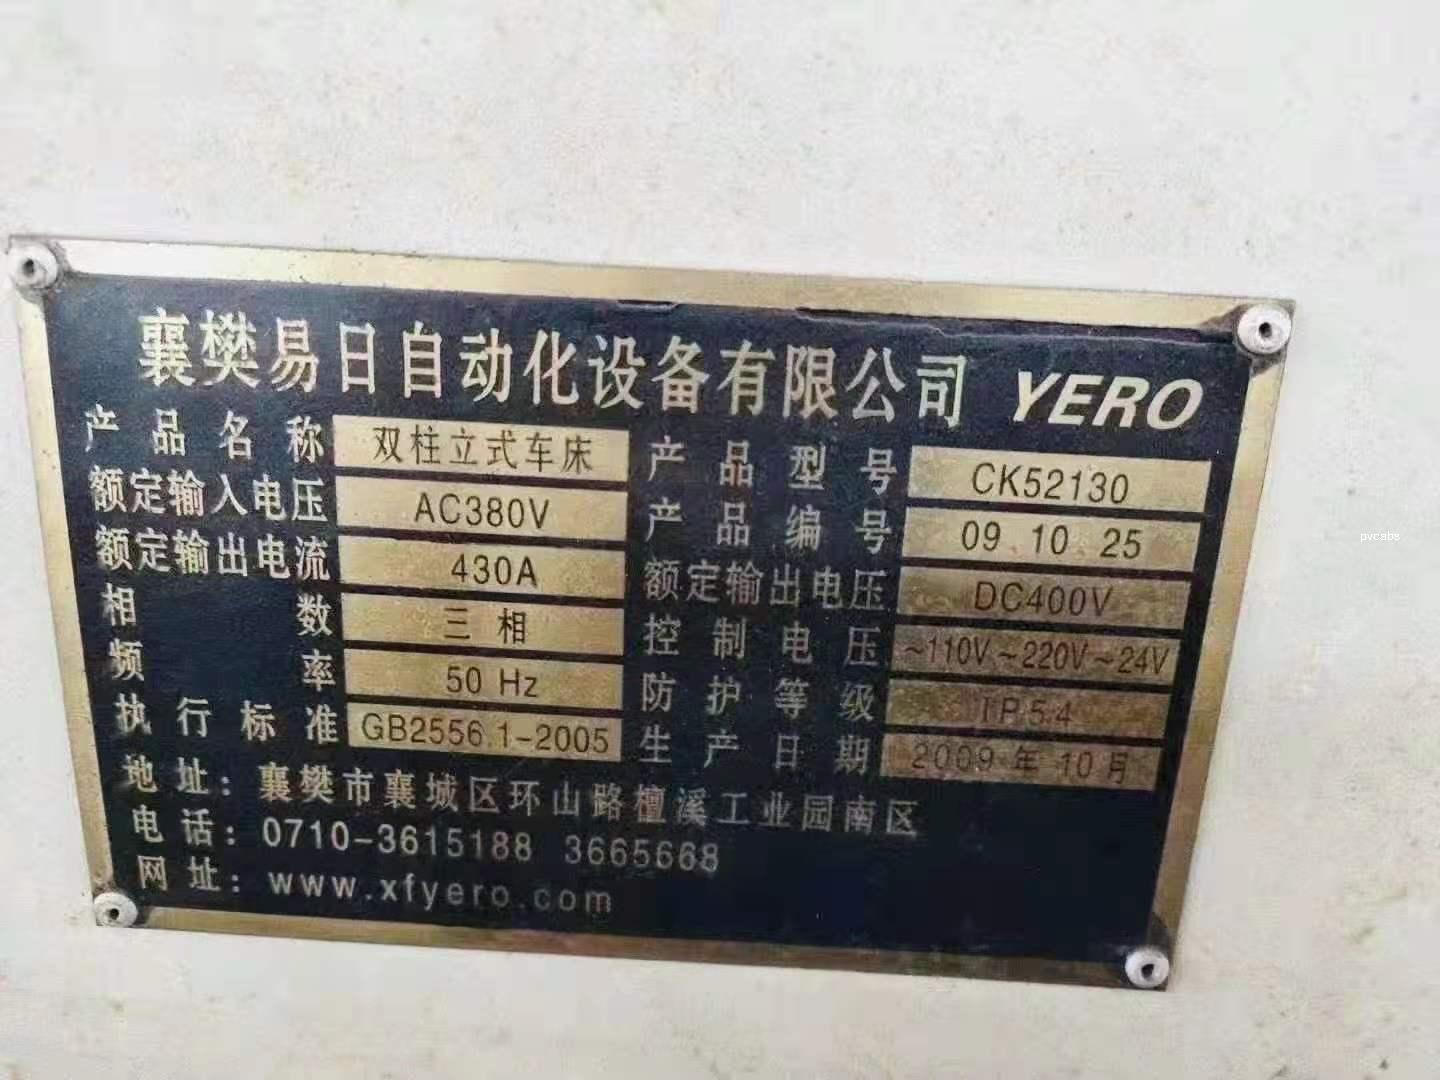 襄樊易日自动化设备有限公司 YERO
产品名称 双柱立式车床 产品型号 CK52130
额定输入电压 AC380V 产品编号 09 10 25
额定输出电流 430A 额定输出电压 DC400V
相数 三相 控制电压 ~110V~220V~24V
频率 50 Hz 防护等级 IP54
执行标准 GB2556.1-2005 生产日期 2009年10月
地址：襄樊市襄城区环山路檀溪工业园南区
电话：0710-3615188 3665668
网址：www.xfyero.com
pvcabs